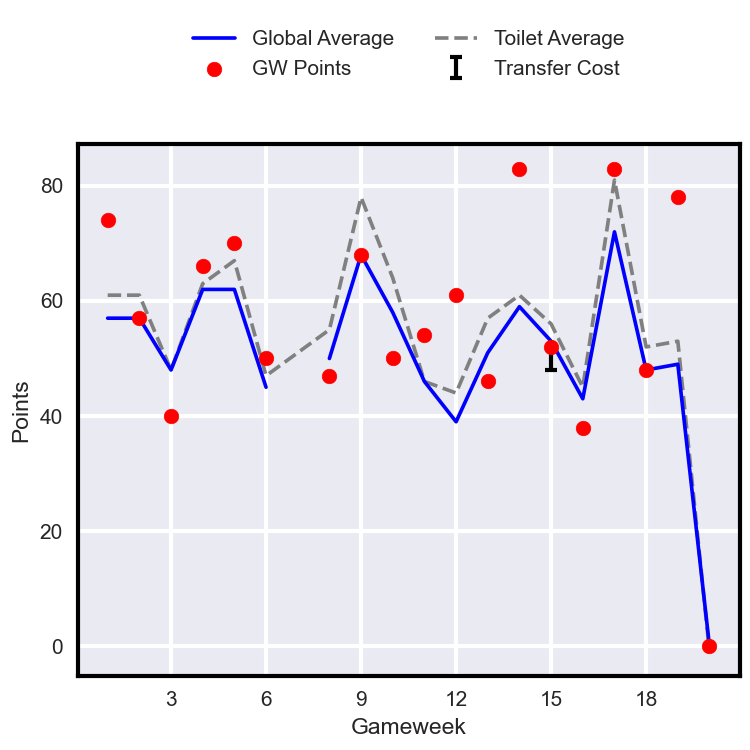 Global Average
Toilet Average
GW Points
Transfer Cost
80
60
40
20
0
Points
3 6 9 12 15 18
Gameweek